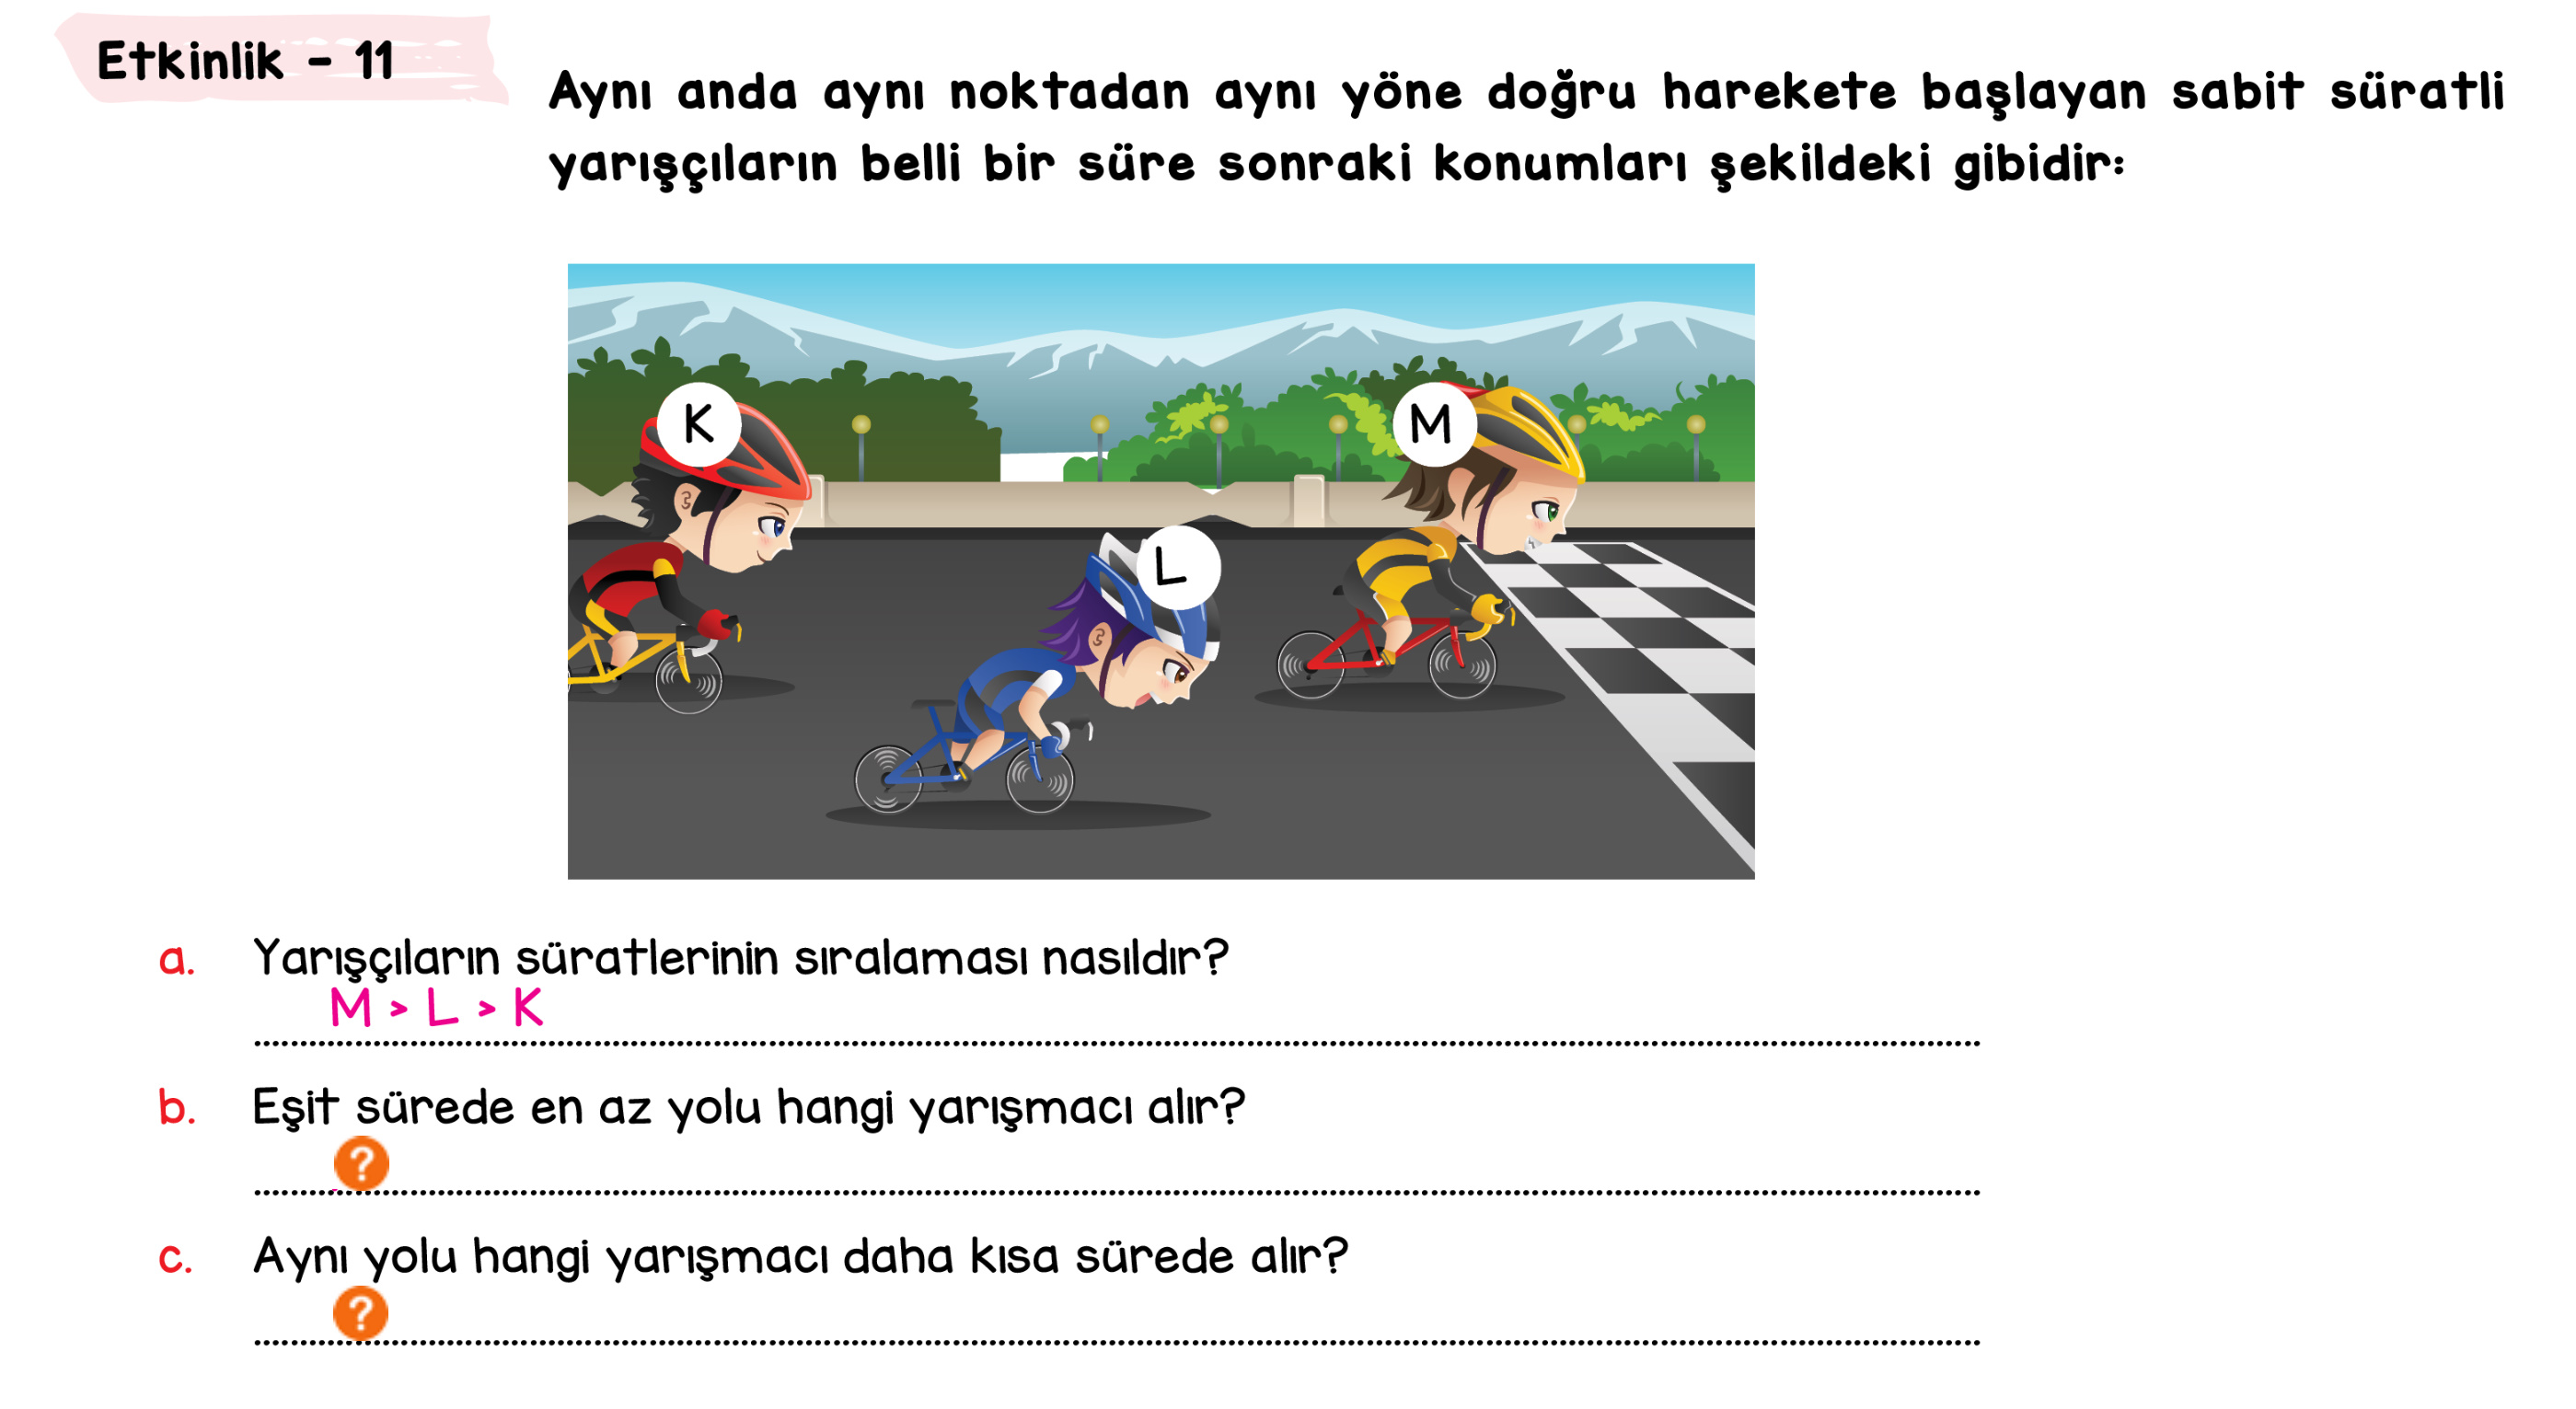 Etkinlik - 11
Aynı anda aynı noktadan aynı yöne doğru harekete başlayan sabit süratli
yarışçıların belli bir süre sonraki konumları şekildeki gibidir:
K
M
L
a. Yarışçıların süratlerinin sıralaması nasıldır?
M > L > K
b. Eşit sürede en az yolu hangi yarışmacı alır?
?
c. Aynı yolu hangi yarışmacı daha kısa sürede alır?
?